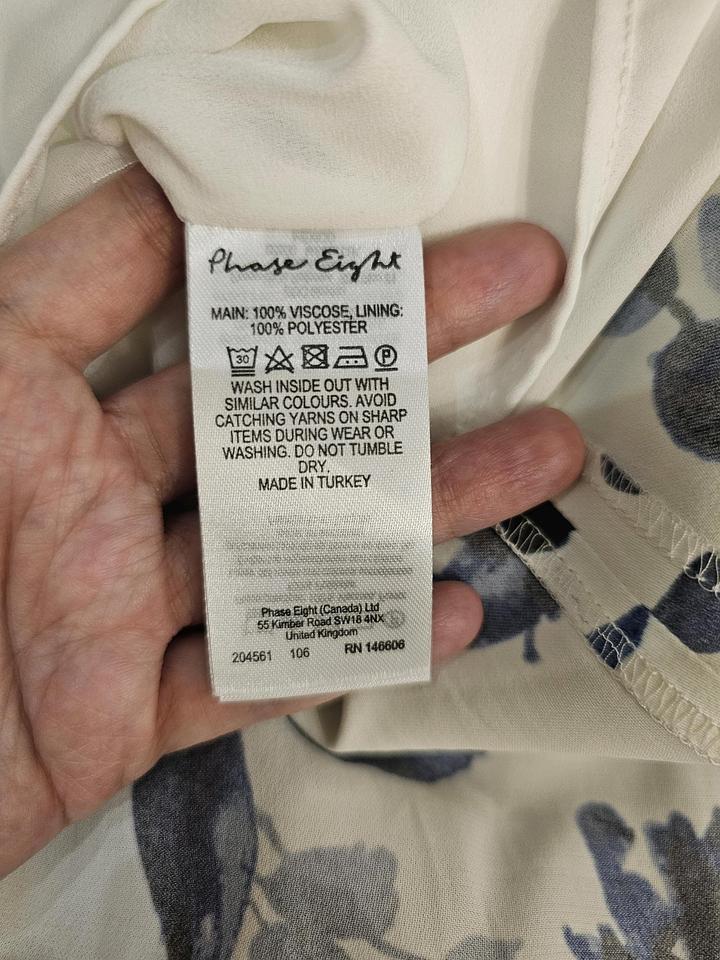 Phase Eight
MAIN: 100% VISCOSE, LINING:
100% POLYESTER
30 P
WASH INSIDE OUT WITH
SIMILAR COLOURS. AVOID
CATCHING YARNS ON SHARP
ITEMS DURING WEAR OR
WASHING. DO NOT TUMBLE
DRY.
MADE IN TURKEY
Phase Eight (Canada) Ltd
55 Kimber Road SW18 4NX
United Kingdom
204561 106 RN 146606